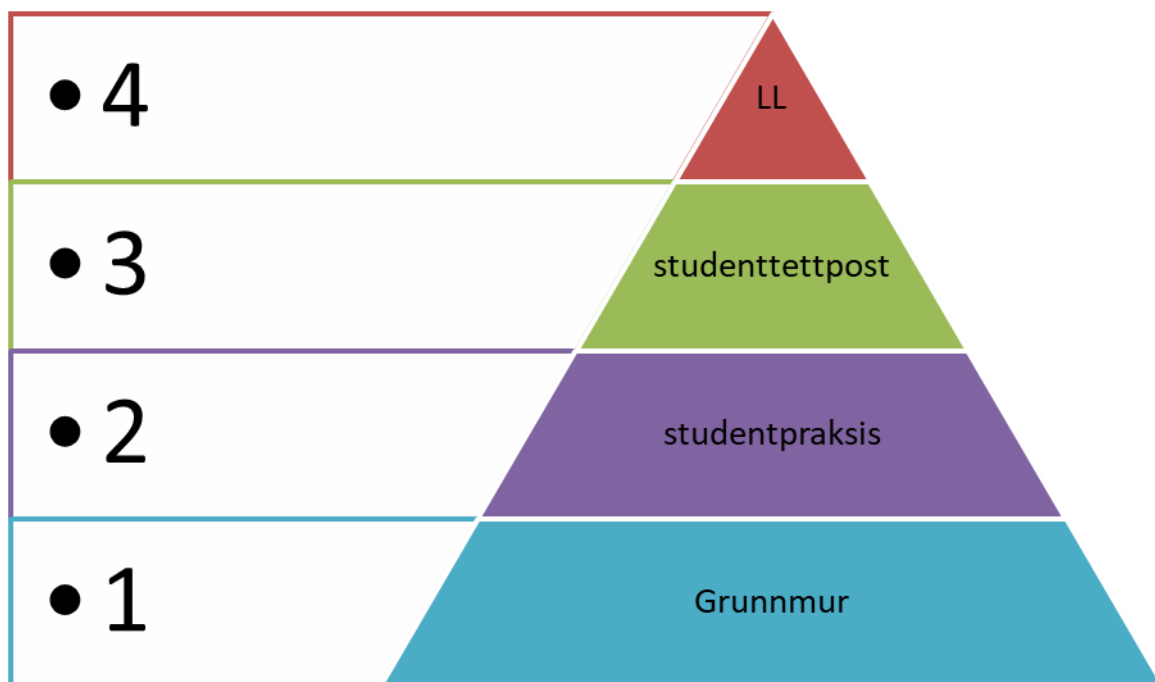 • 4
LL
• 3
studenttettpost
• 2
studentpraksis
• 1
Grunnmur